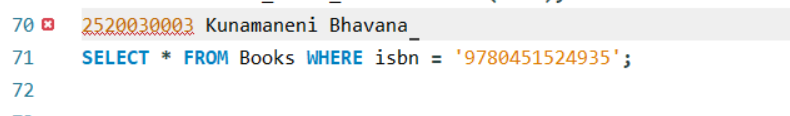 70 2520030003 Kunamaneni Bhavana_
71 SELECT * FROM Books WHERE isbn = '9780451524935';
72